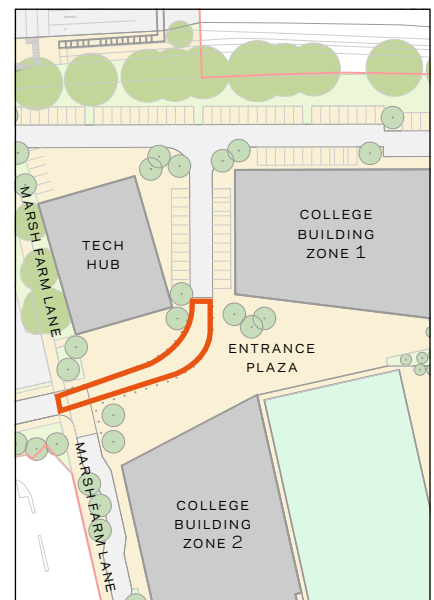 MARSH FARM LANE
TECH
HUB
COLLEGE
BUILDING
ZONE 1
ENTRANCE
PLAZA
MARSH FARM LANE
COLLEGE
BUILDING
ZONE 2